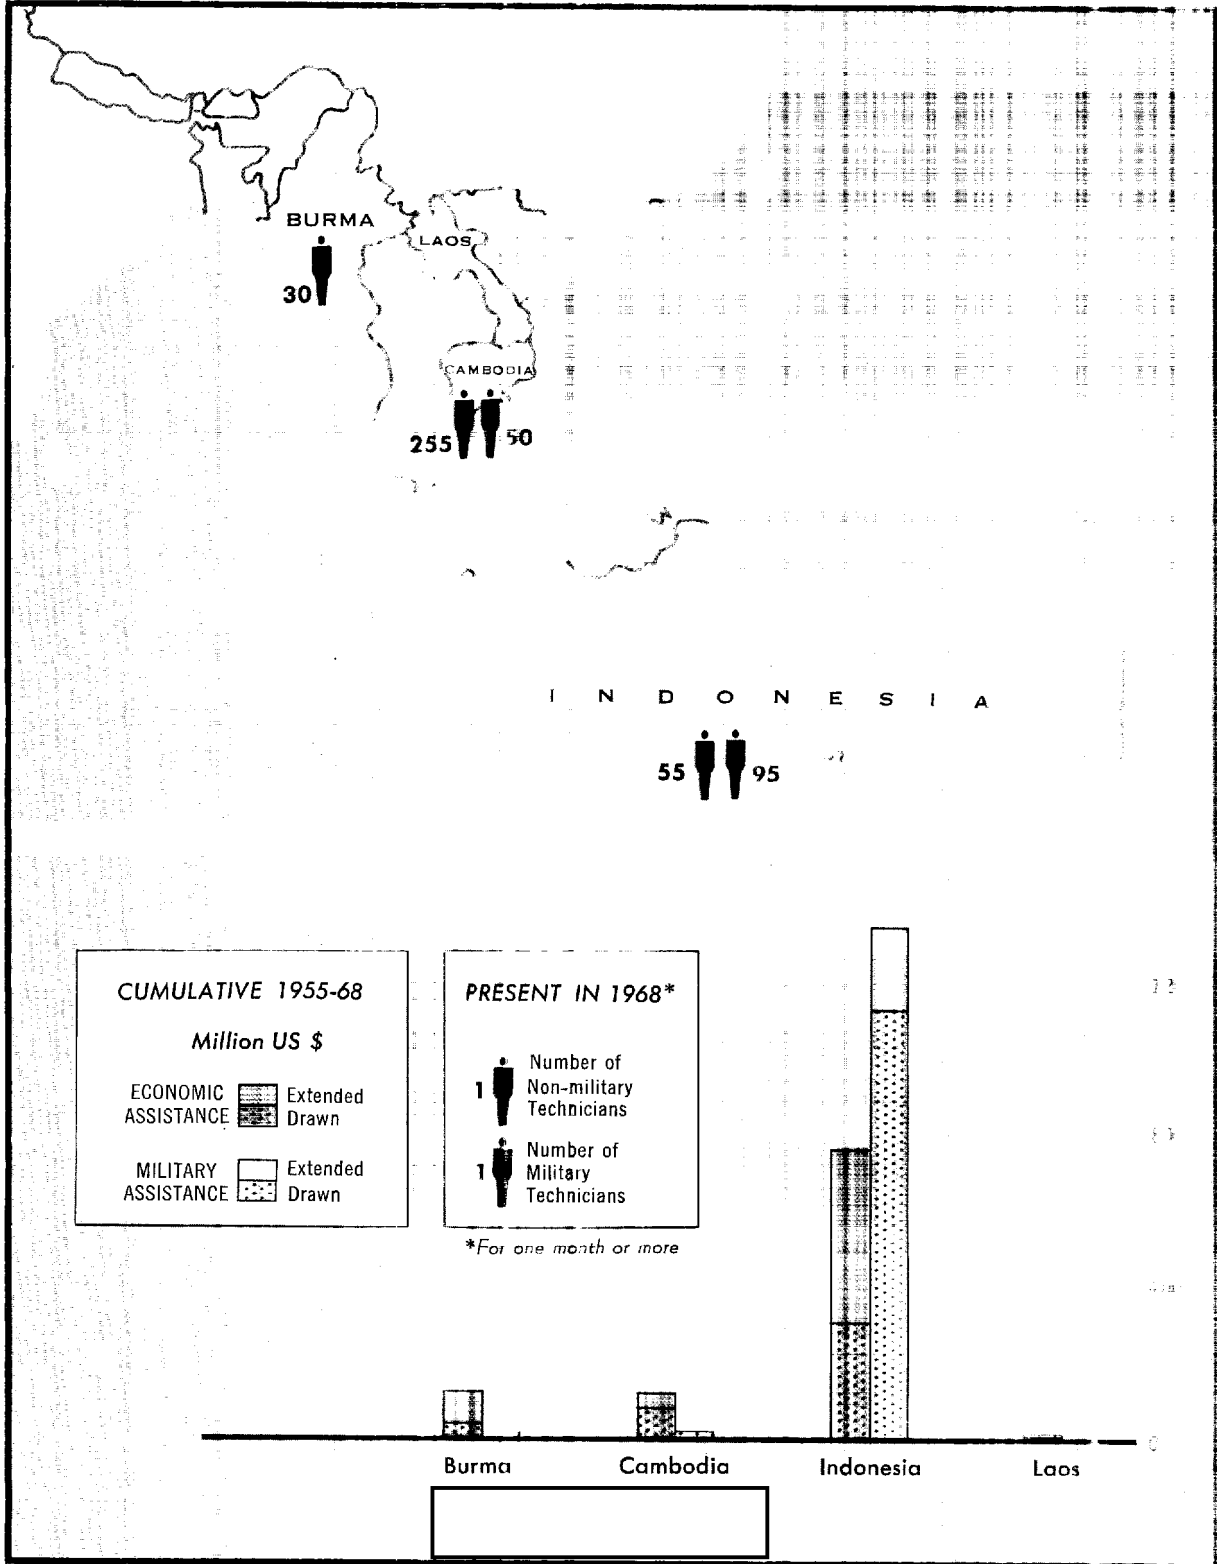 BURMA
LAOS
30
CAMBODIA
255 50
I N D O N E S I A
55 95
CUMULATIVE 1955-68
Million US $
ECONOMIC ASSISTANCE
Extended
Drawn
MILITARY ASSISTANCE
Extended
Drawn
PRESENT IN 1968*
1
Number of
Non-military
Technicians
1
Number of
Military
Technicians
*For one month or more
0
Burma Cambodia Indonesia Laos